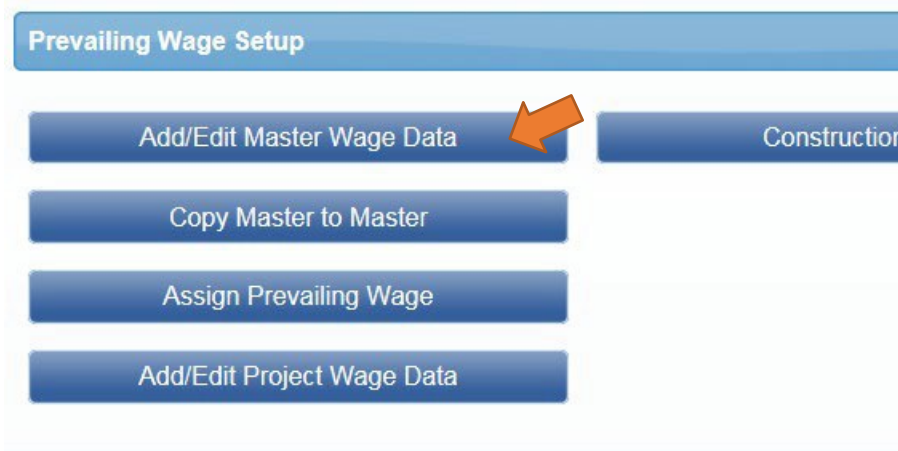 Prevailing Wage Setup
Add/Edit Master Wage Data
Construction
Copy Master to Master
Assign Prevailing Wage
Add/Edit Project Wage Data